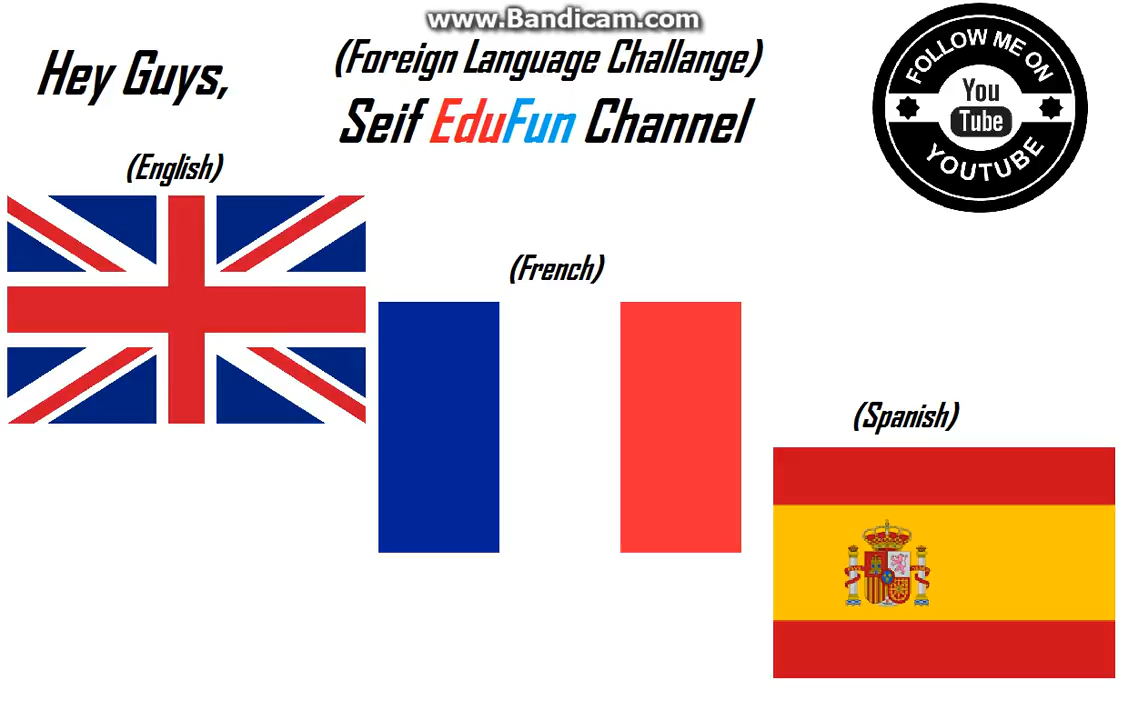 www.Bandicam.com
Hey Guys,
(Foreign Language Challange)
Seif EduFun Channel
FOLLOW ME ON
You
Tube
YOUTUBE
(English)
(French)
(Spanish)